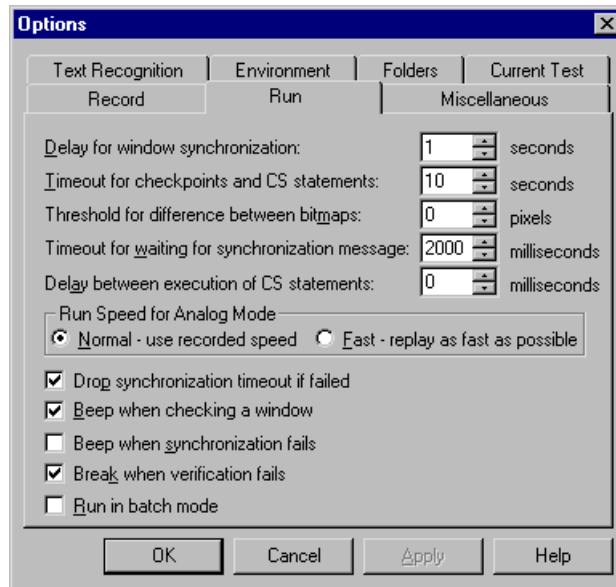 Options
Text Recognition Environment Folders Current Test
Record Run Miscellaneous
Delay for window synchronization: 1 seconds
Timeout for checkpoints and CS statements: 10 seconds
Threshold for difference between bitmaps: 0 pixels
Timeout for waiting for synchronization message: 2000 milliseconds
Delay between execution of CS statements: 0 milliseconds
Run Speed for Analog Mode
Normal - use recorded speed Fast - replay as fast as possible
Drop synchronization timeout if failed
Beep when checking a window
Beep when synchronization fails
Break when verification fails
Run in batch mode
OK Cancel Apply Help